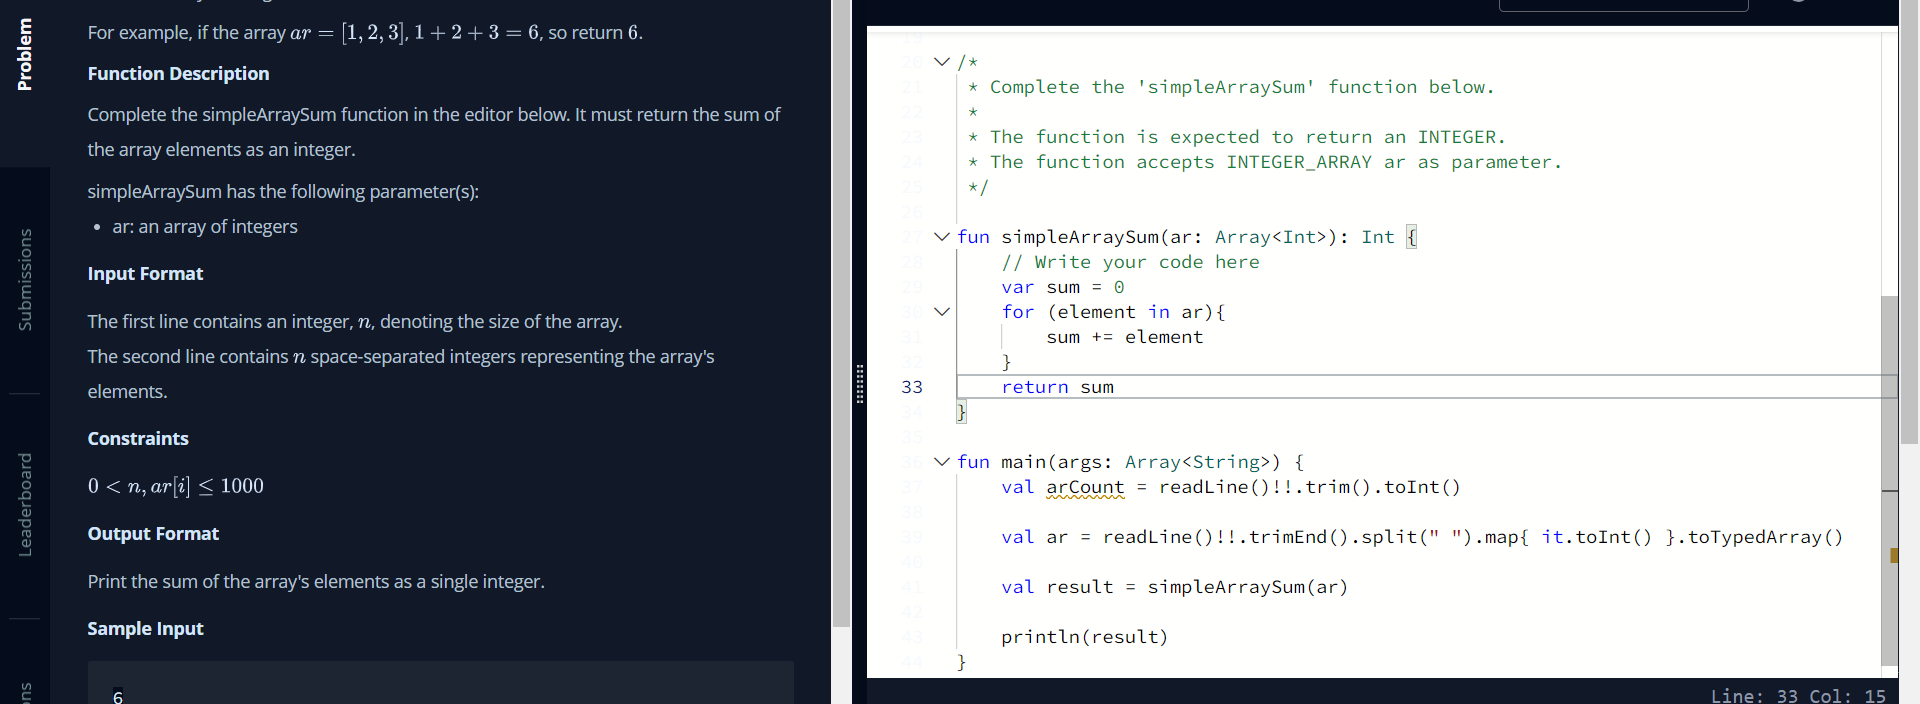 Problem
Submissions
Leaderboard
For example, if the array ar = [1, 2, 3], 1 + 2 + 3 = 6, so return 6.
Function Description
Complete the simpleArraySum function in the editor below. It must return the sum of
the array elements as an integer.
simpleArraySum has the following parameter(s):
• ar: an array of integers
Input Format
The first line contains an integer, n, denoting the size of the array.
The second line contains n space-separated integers representing the array's
elements.
Constraints
0 < n, ar[i] ≤ 1000
Output Format
Print the sum of the array's elements as a single integer.
Sample Input
6
19
20 /*
21 * Complete the 'simpleArraySum' function below.
22 *
23 * The function is expected to return an INTEGER.
24 * The function accepts INTEGER_ARRAY ar as parameter.
25 */
26
27 fun simpleArraySum(ar: Array<Int>): Int {
28 // Write your code here
29 var sum = 0
30 for (element in ar){
31 sum += element
32 }
33 return sum
34 }
35
36 fun main(args: Array<String>) {
37 val arCount = readLine()!!.trim().toInt()
38
39 val ar = readLine()!!.trimEnd().split(" ").map{ it.toInt() }.toTypedArray()
40
41 val result = simpleArraySum(ar)
42
43 println(result)
44 }
Line: 33 Col: 15